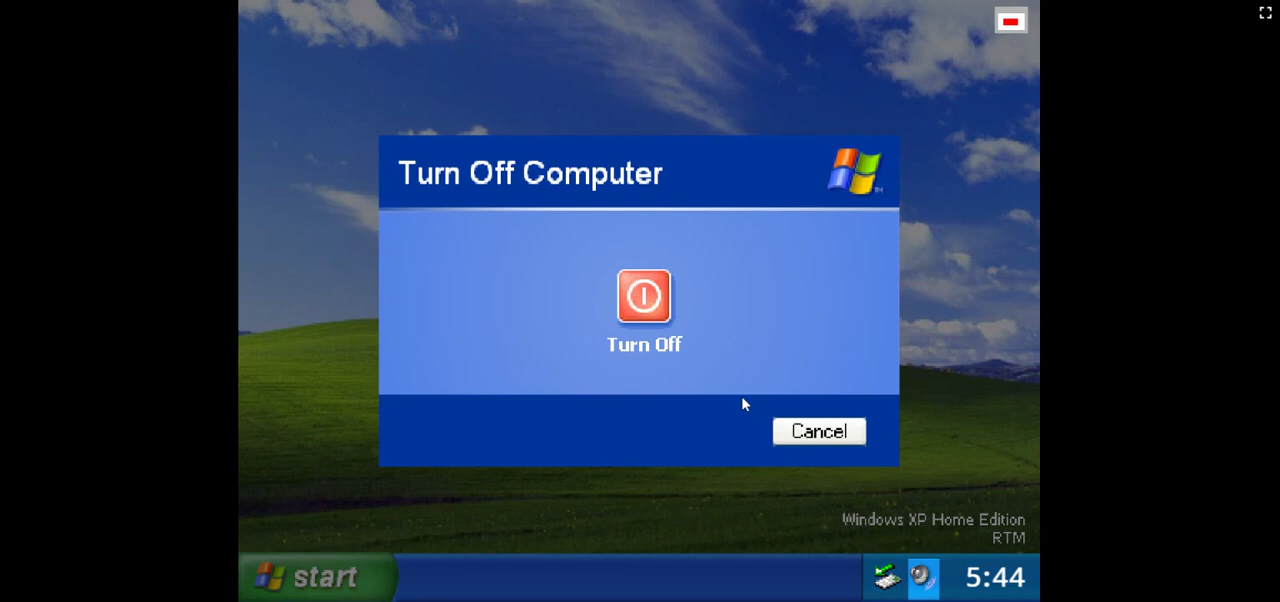 Turn Off Computer
Turn Off
Cancel
Windows XP Home Edition
RTM
start
5:44